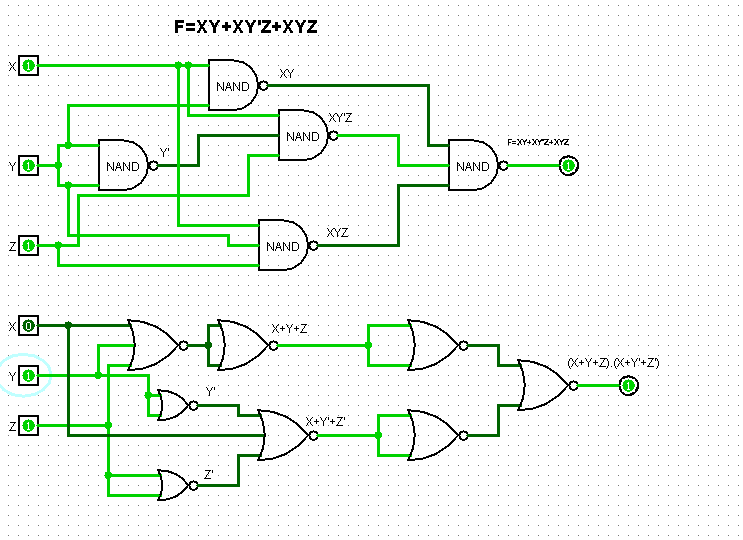 F=XY+XY'Z+XYZ
X 1
NAND
XY
NAND
XY'Z
F=XY+XY'Z+XYZ
Y 1
NAND
Y'
NAND
1
Z 1
NAND
XYZ
X 0
X+Y+Z
(X+Y+Z).(X+Y'+Z')
Y 1
Y'
1
Z 1
X+Y'+Z'
Z'